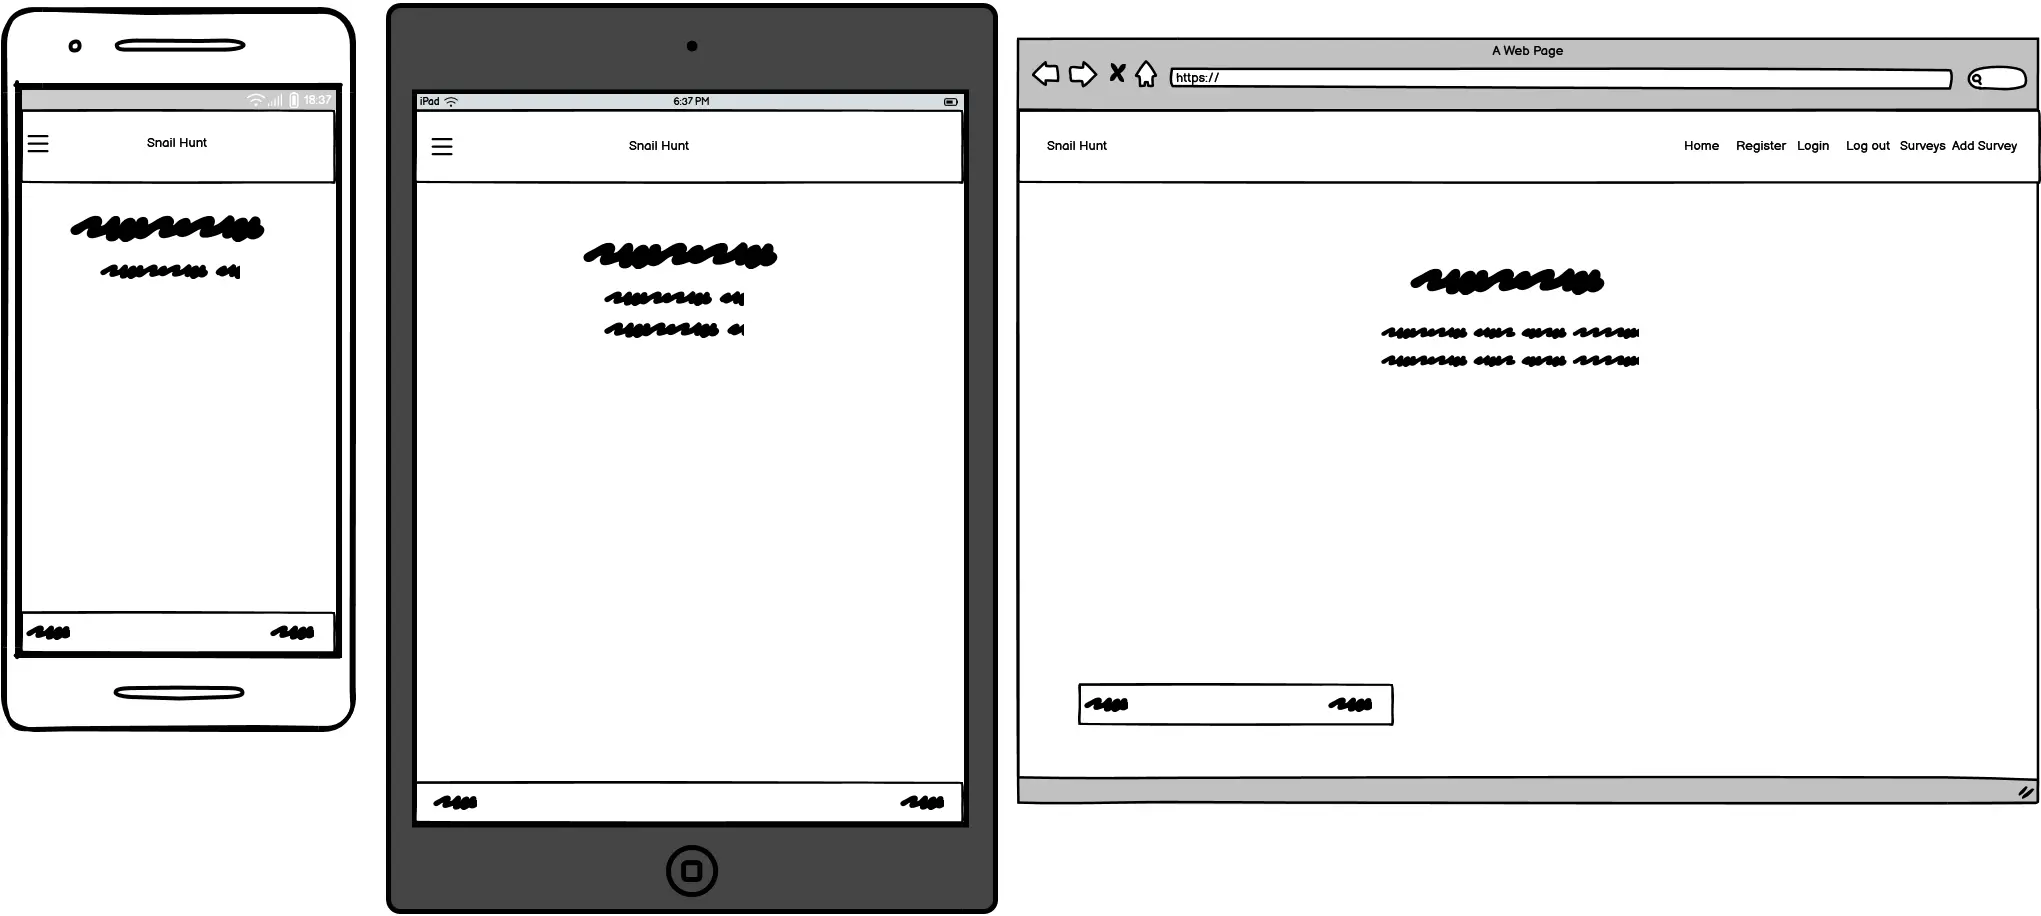 18:37
Snail Hunt
iPad 6:37 PM
Snail Hunt
A Web Page
https://
Snail Hunt Home Register Login Log out Surveys Add Survey